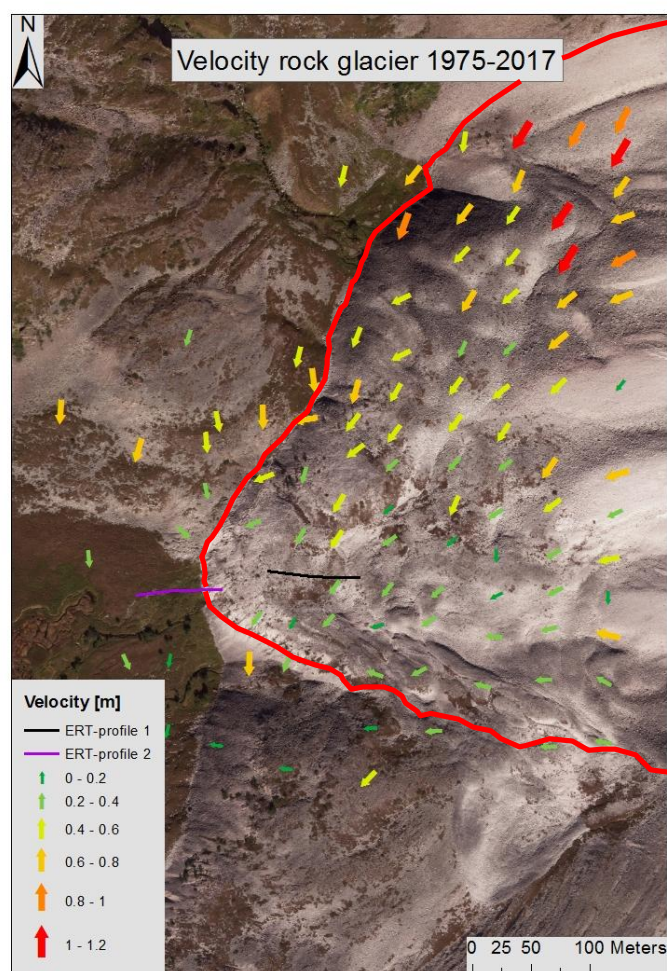 N
Velocity rock glacier 1975-2017
Velocity [m]
ERT-profile 1
ERT-profile 2
0 - 0.2
0.2 - 0.4
0.4 - 0.6
0.6 - 0.8
0.8 - 1
1 - 1.2
0 25 50 100 Meters